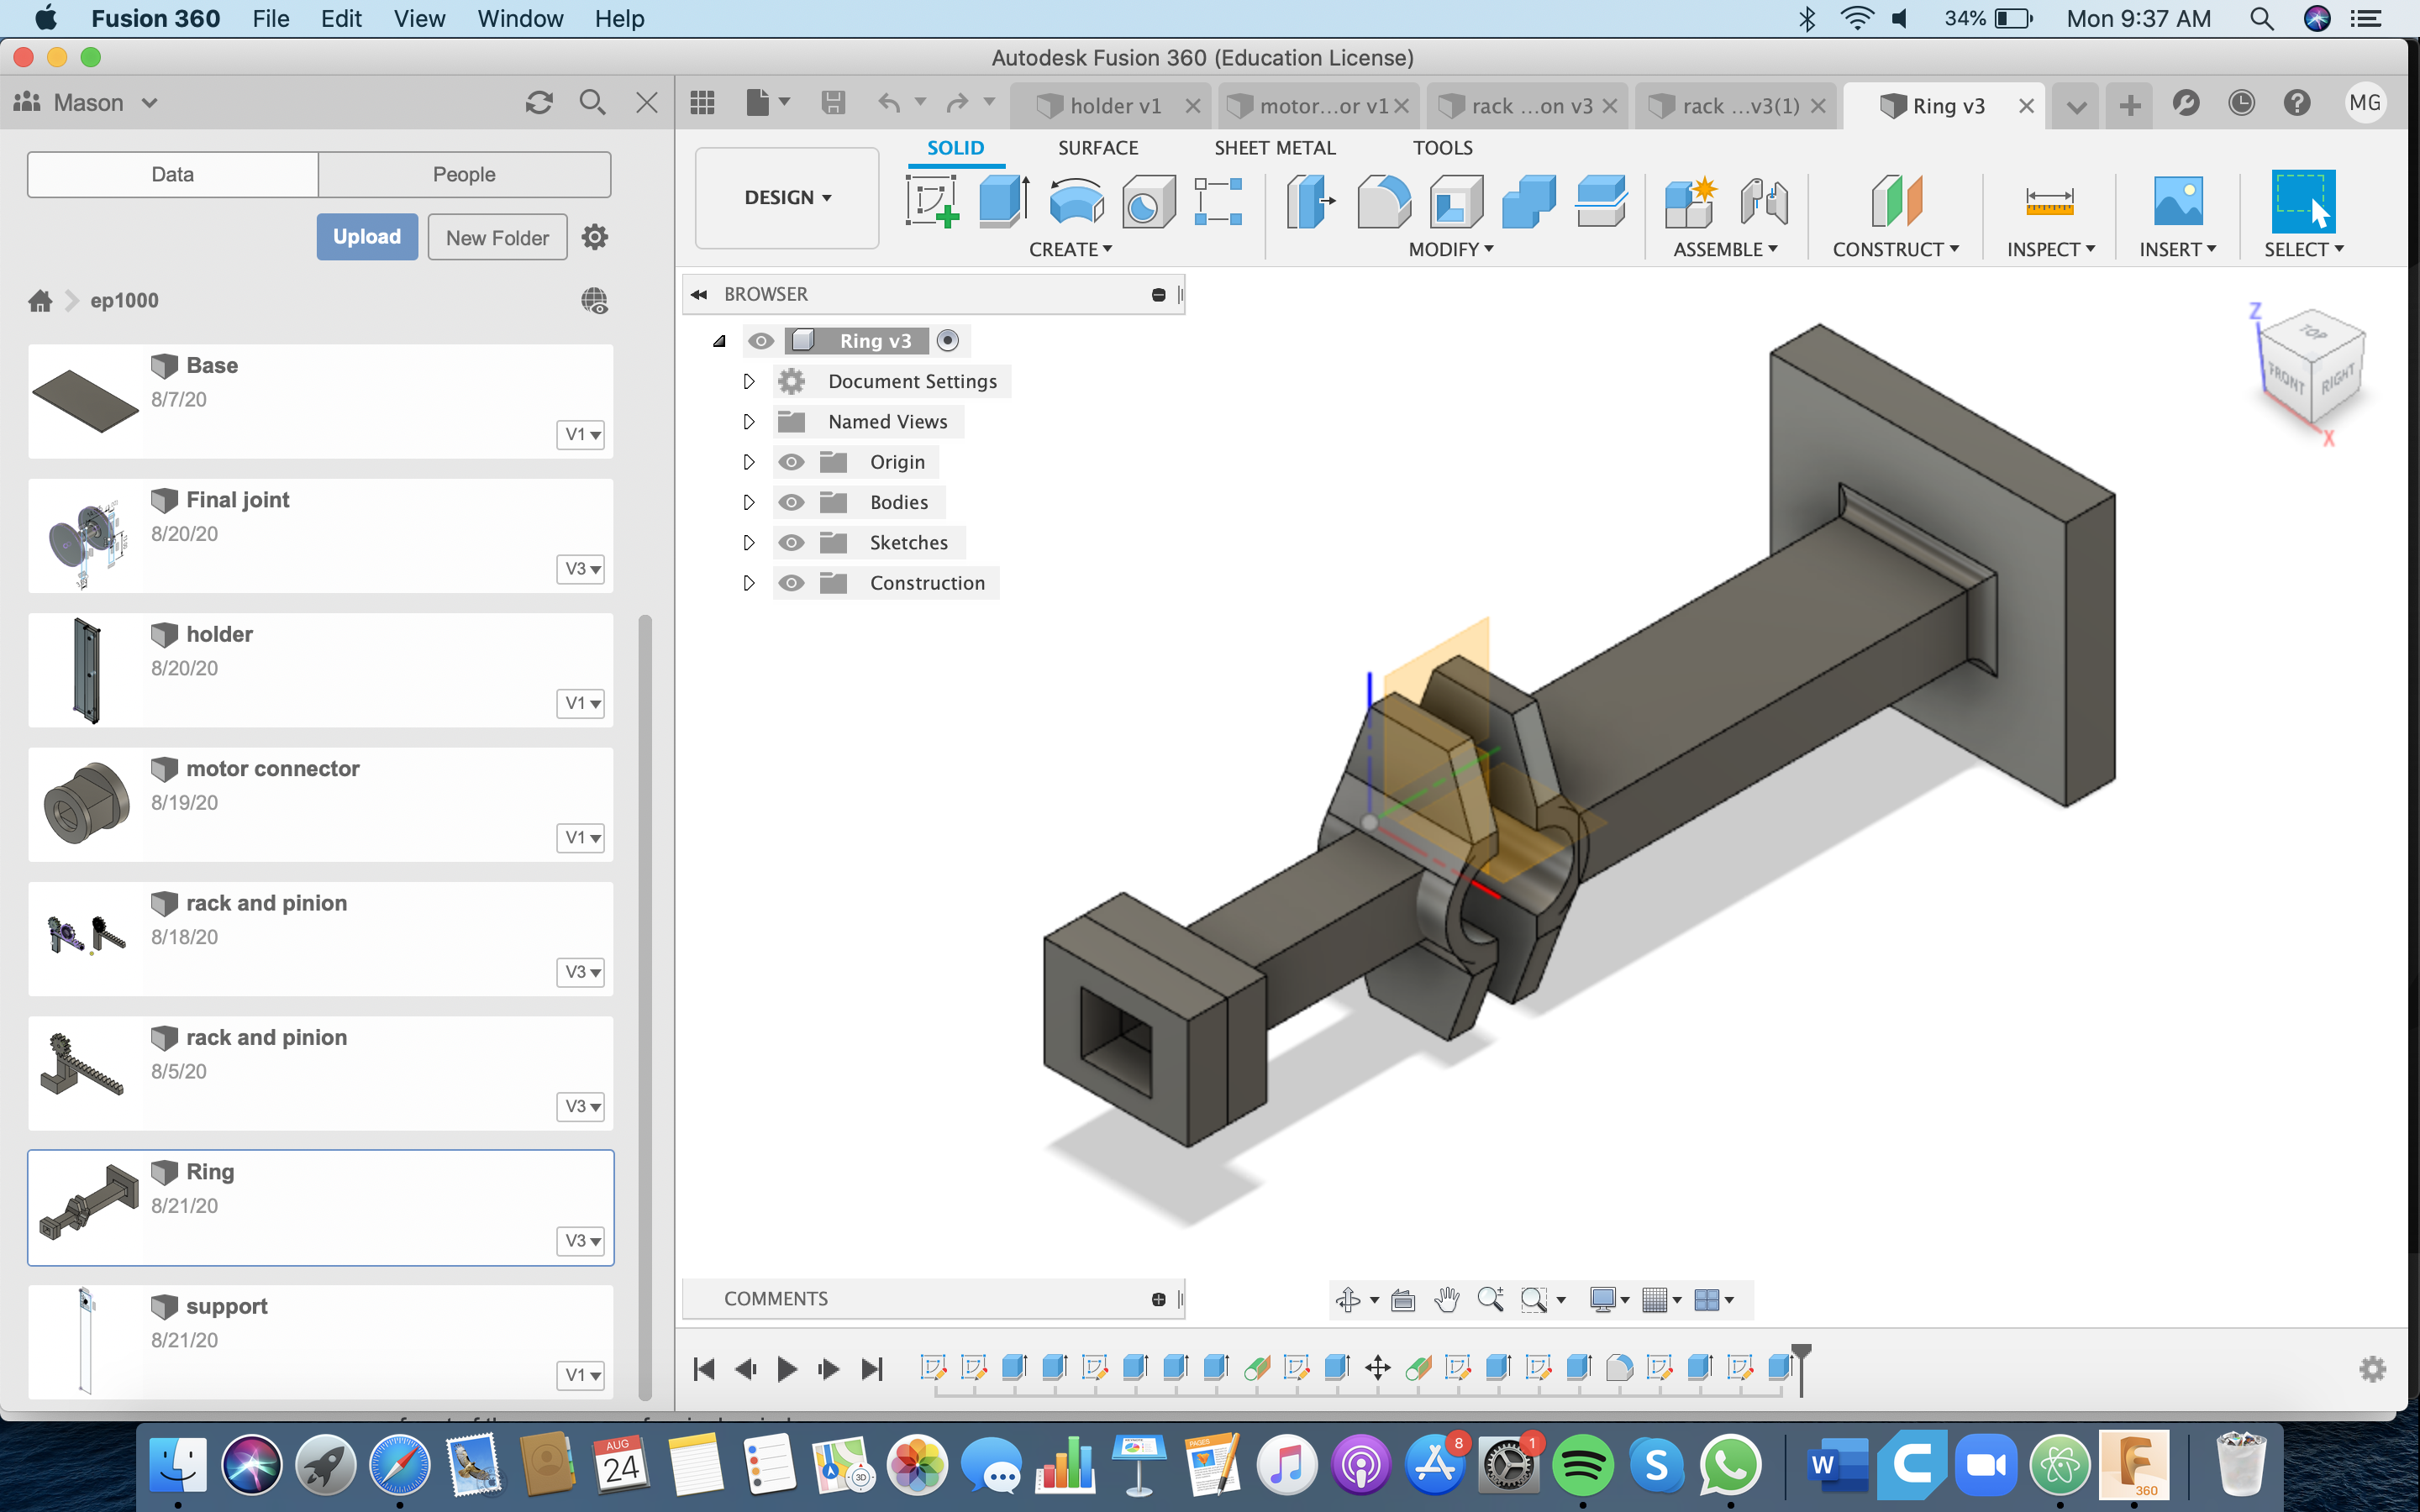 Fusion 360 File Edit View Window Help 34% Mon 9:37 AM
Autodesk Fusion 360 (Education License)
Mason
holder v1
motor...or v1
rack ...on v3
rack ...v3(1)
Ring v3
MG
Data
People
Upload
New Folder
ep1000
Base
8/7/20
V1
Final joint
8/20/20
V3
holder
8/20/20
V1
motor connector
8/19/20
V1
rack and pinion
8/18/20
V3
rack and pinion
8/5/20
V3
Ring
8/21/20
V3
support
8/21/20
V1
DESIGN
SOLID
SURFACE
SHEET METAL
TOOLS
CREATE
MODIFY
ASSEMBLE
CONSTRUCT
INSPECT
INSERT
SELECT
BROWSER
Ring v3
Document Settings
Named Views
Origin
Bodies
Sketches
Construction
Z
TOP
FRONT
RIGHT
X
COMMENTS
AUG
24
3D
PAGES
8
1
S
W
360